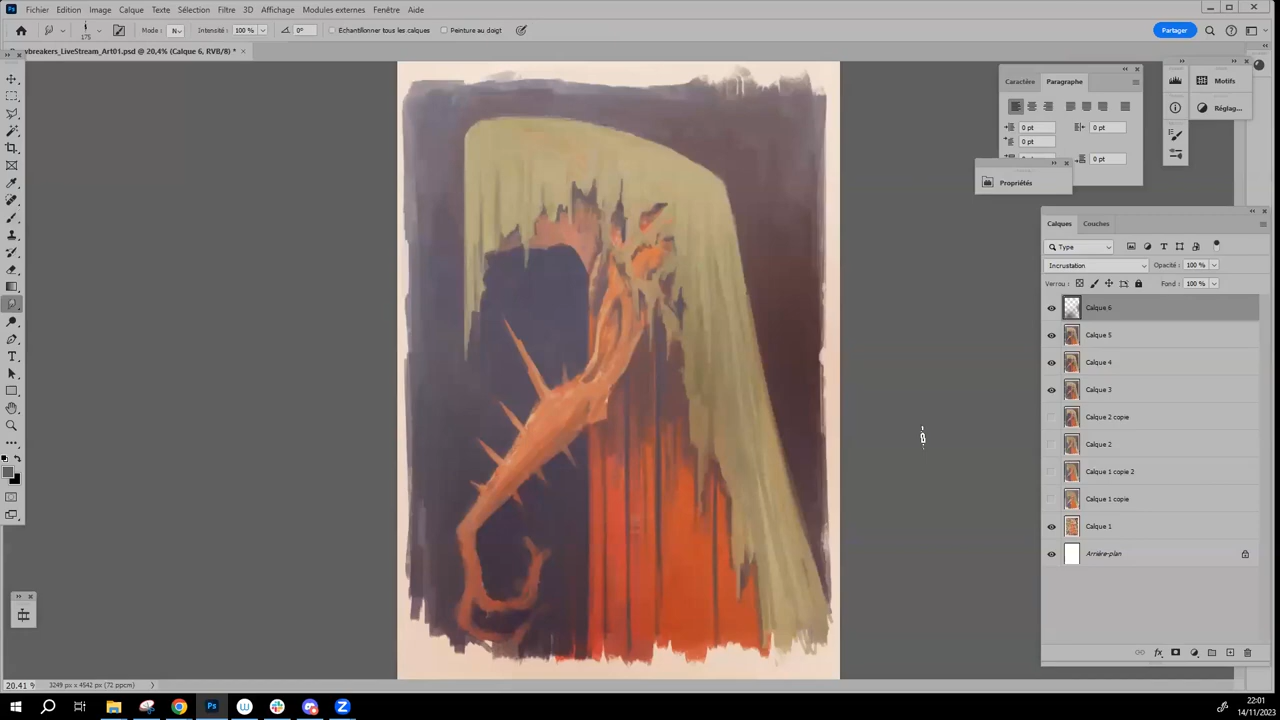 Fichier Edition Image Calque Texte Sélection Filtre 3D Affichage Modules externes Fenêtre Aide
175 Mode : N Intensité : 100 % 0° Échantillonner tous les calques Peinture au doigt Partager
ybreakers_LiveStream_Art01.psd @ 20,4% (Calque 6, RVB/8) *
Caractère Paragraphe
Motifs
Réglag...
0 pt 0 pt
0 pt
0 pt
Propriétés
Calques Couches
Type
Incrustation Opacité : 100 %
Verrou : Fond : 100 %
Calque 6
Calque 5
Calque 4
Calque 3
Calque 2 copie
Calque 2
Calque 1 copie 2
Calque 1 copie
Calque 1
Arrière-plan
fx
20,41 % 3249 px x 4542 px (72 ppcm)
22:01
14/11/2023